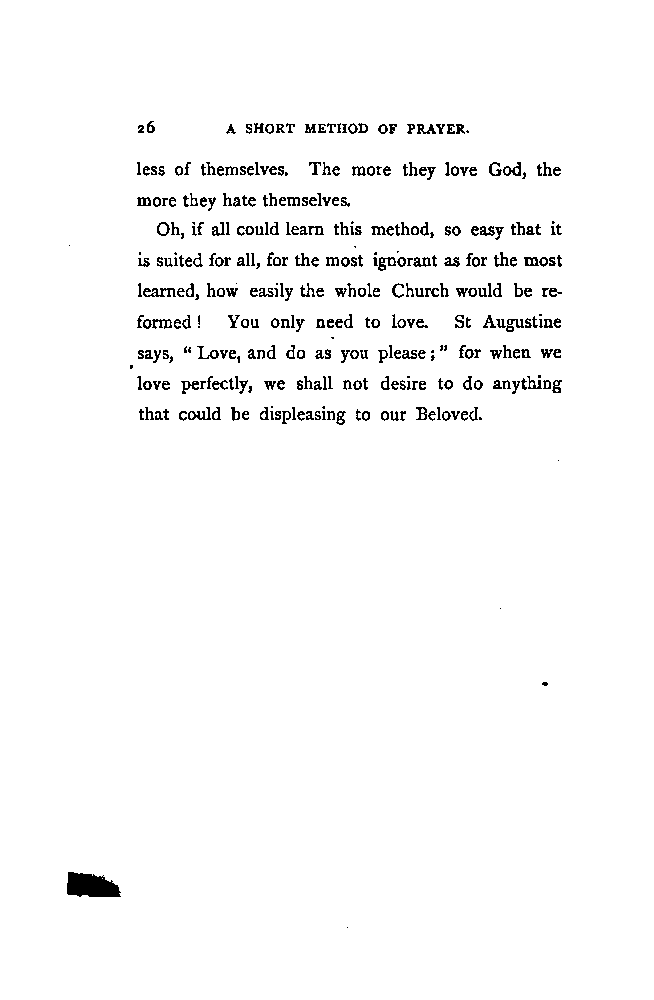 26 A SHORT METHOD OF PRAYER.
less of themselves. The more they love God, the
more they hate themselves.
Oh, if all could learn this method, so easy that it
is suited for all, for the most ignorant as for the most
learned, how easily the whole Church would be re-
formed! You only need to love. St Augustine
says, "Love, and do as you please;" for when we
love perfectly, we shall not desire to do anything
that could be displeasing to our Beloved.